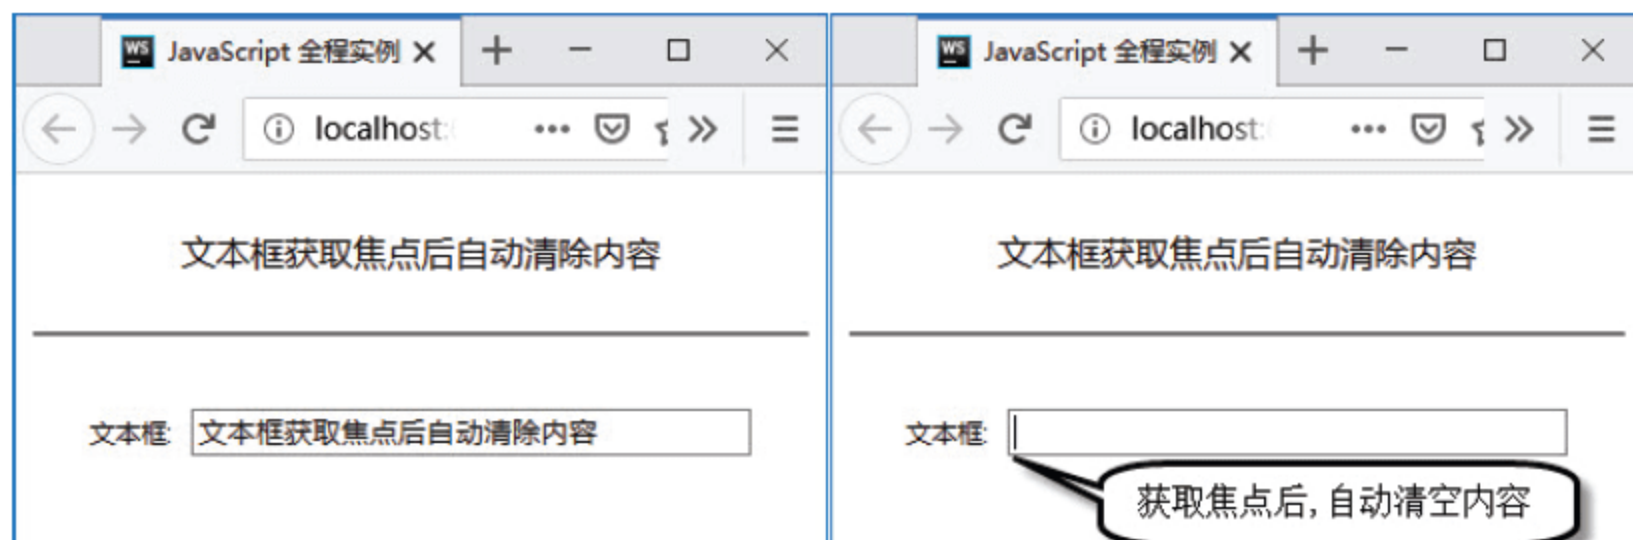 WS JavaScript 全程实例
localhost:
文本框获取焦点后自动清除内容
文本框: 文本框获取焦点后自动清除内容
WS JavaScript 全程实例
localhost:
文本框获取焦点后自动清除内容
文本框:
获取焦点后,自动清空内容